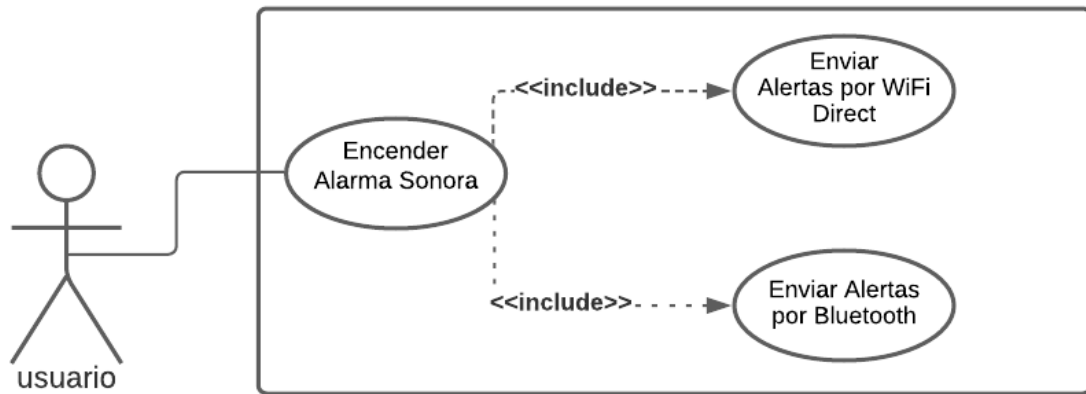 Enviar
Alertas por WiFi
Direct
<<include>>
Encender
Alarma Sonora
Enviar Alertas
por Bluetooth
<<include>>
usuario